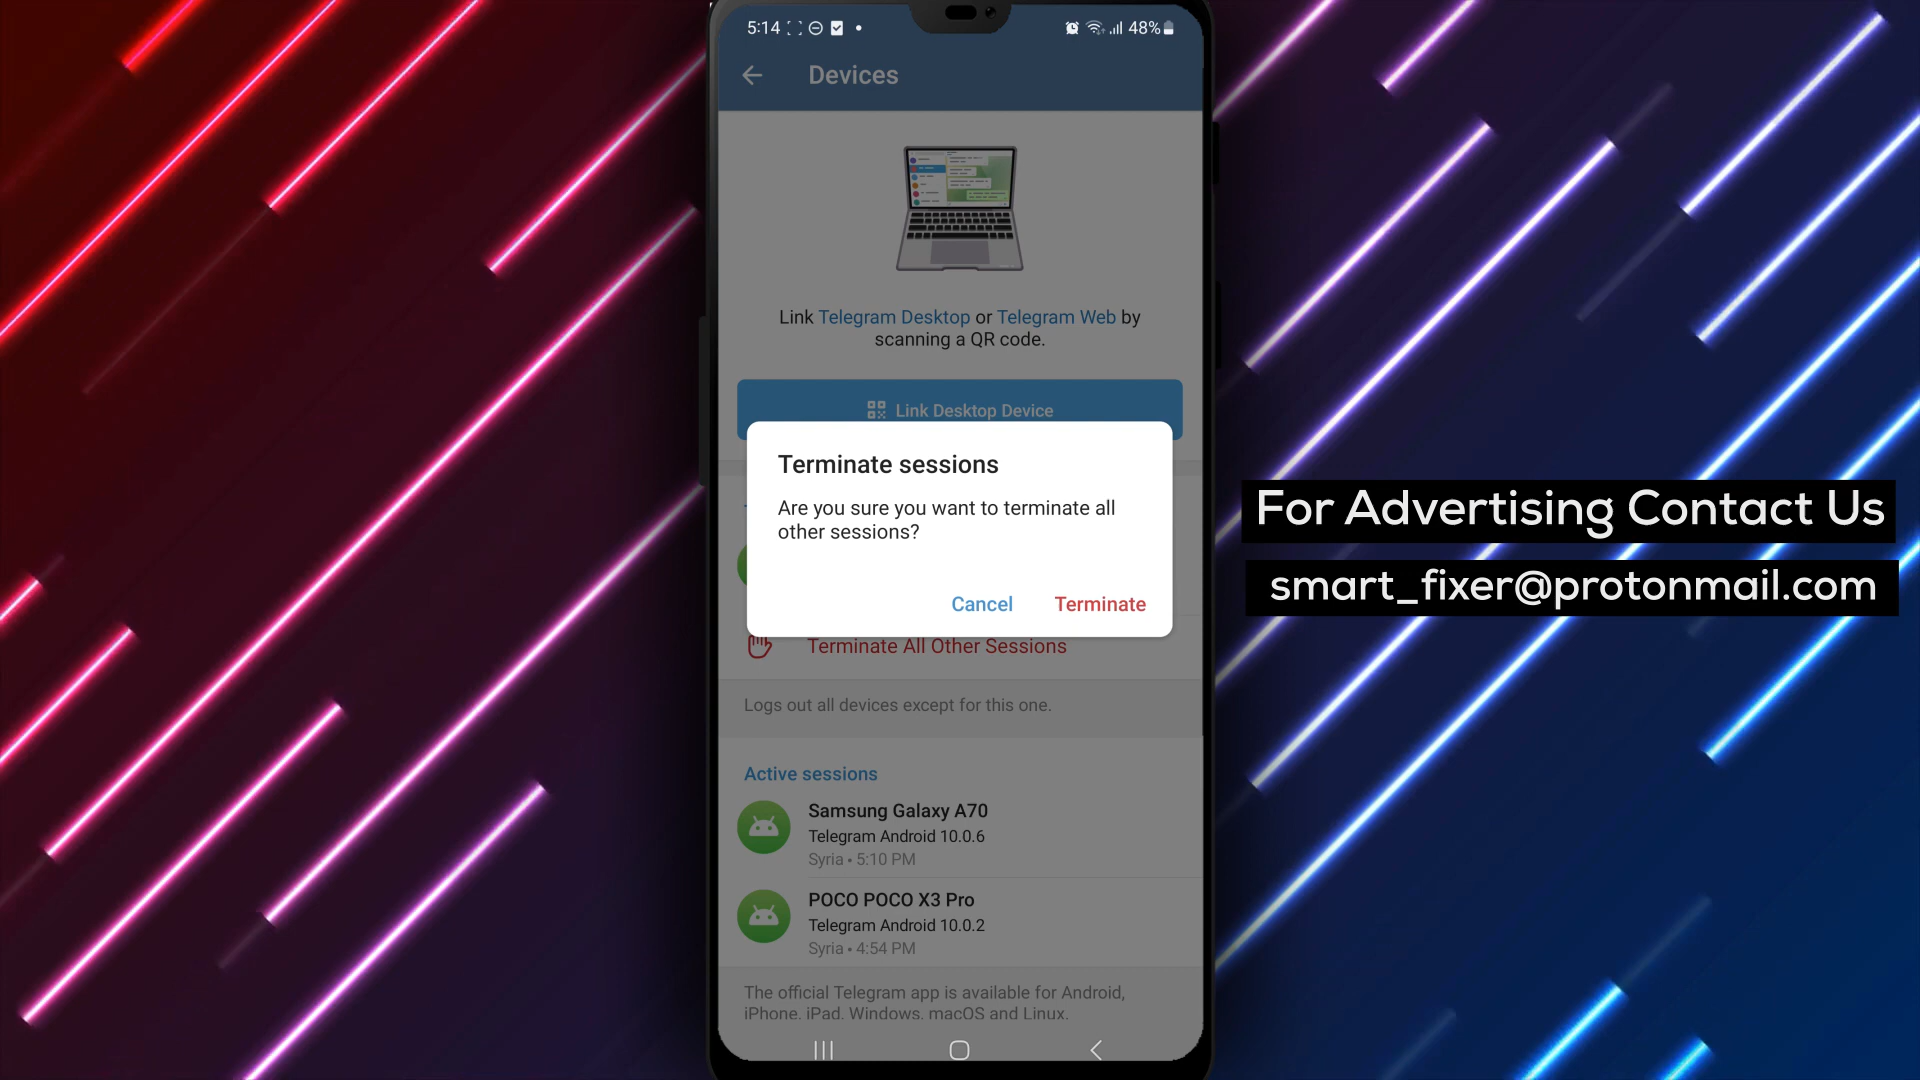 5:14
48%
Devices
Link Telegram Desktop or Telegram Web by
scanning a QR code.
Link Desktop Device
Terminate sessions
Are you sure you want to terminate all
other sessions?
Cancel Terminate
Terminate All Other Sessions
Logs out all devices except for this one.
Active sessions
Samsung Galaxy A70
Telegram Android 10.0.6
Syria • 5:10 PM
POCO POCO X3 Pro
Telegram Android 10.0.2
Syria • 4:54 PM
The official Telegram app is available for Android,
iPhone, iPad, Windows, macOS and Linux.
For Advertising Contact Us
smart_fixer@protonmail.com